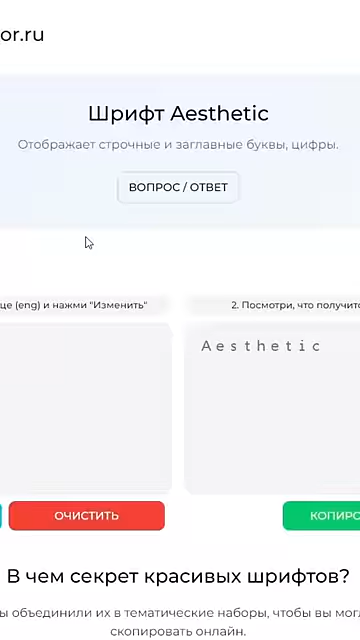 or.ru
Шрифт Aesthetic
Отображает строчные и заглавные буквы, цифры.
ВОПРОС / ОТВЕТ
це (eng) и нажми "Изменить"
2. Посмотри, что получит
Ａｅｓｔｈｅｔｉｃ
ОЧИСТИТЬ
КОПИРО
В чем секрет красивых шрифтов?
ы объединили их в тематические наборы, чтобы вы мог
скопировать онлайн.